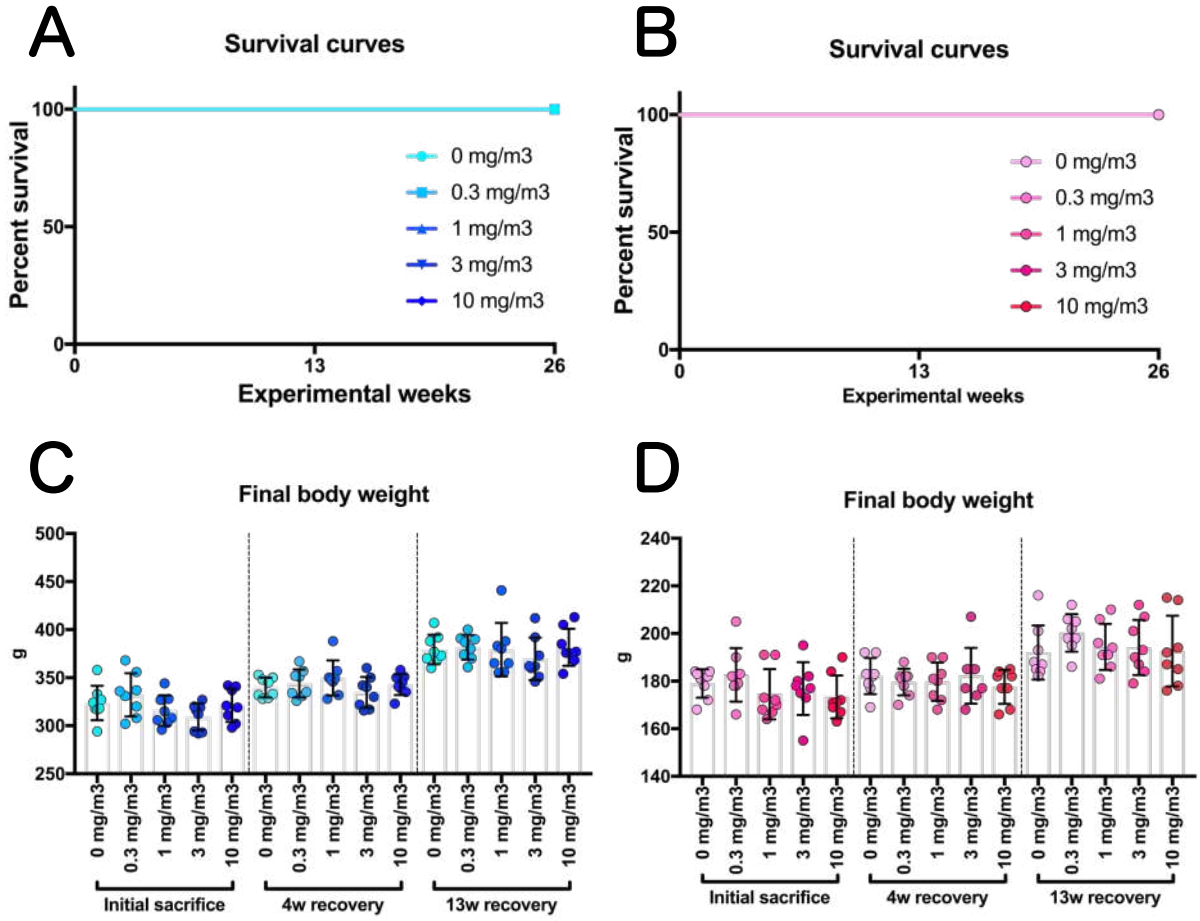 A
Survival curves
100
50
0
0
13
26
Percent survival
Experimental weeks
0 mg/m3
0.3 mg/m3
1 mg/m3
3 mg/m3
10 mg/m3
B
Survival curves
100
50
0
0
13
26
Percent survival
Experimental weeks
0 mg/m3
0.3 mg/m3
1 mg/m3
3 mg/m3
10 mg/m3
C
Final body weight
500
450
400
350
300
250
g
0 mg/m3
0.3 mg/m3
1 mg/m3
3 mg/m3
10 mg/m3
0 mg/m3
0.3 mg/m3
1 mg/m3
3 mg/m3
10 mg/m3
0 mg/m3
0.3 mg/m3
1 mg/m3
3 mg/m3
10 mg/m3
Initial sacrifice
4w recovery
13w recovery
D
Final body weight
240
220
200
180
160
140
g
0 mg/m3
0.3 mg/m3
1 mg/m3
3 mg/m3
10 mg/m3
0 mg/m3
0.3 mg/m3
1 mg/m3
3 mg/m3
10 mg/m3
0 mg/m3
0.3 mg/m3
1 mg/m3
3 mg/m3
10 mg/m3
Initial sacrifice
4w recovery
13w recovery